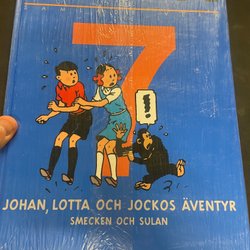 7
!
JOHAN, LOTTA OCH JOCKOS ÄVENTYR
SMECKEN OCH SULAN